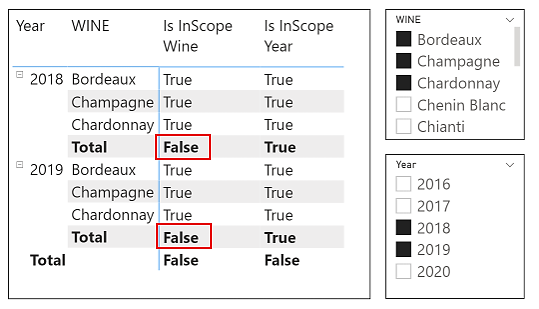 Year WINE Is InScope Wine Is InScope Year
2018 Bordeaux True True
Champagne True True
Chardonnay True True
Total False True
2019 Bordeaux True True
Champagne True True
Chardonnay True True
Total False True
Total False False
WINE
Bordeaux
Champagne
Chardonnay
Chenin Blanc
Chianti
Year
2016
2017
2018
2019
2020